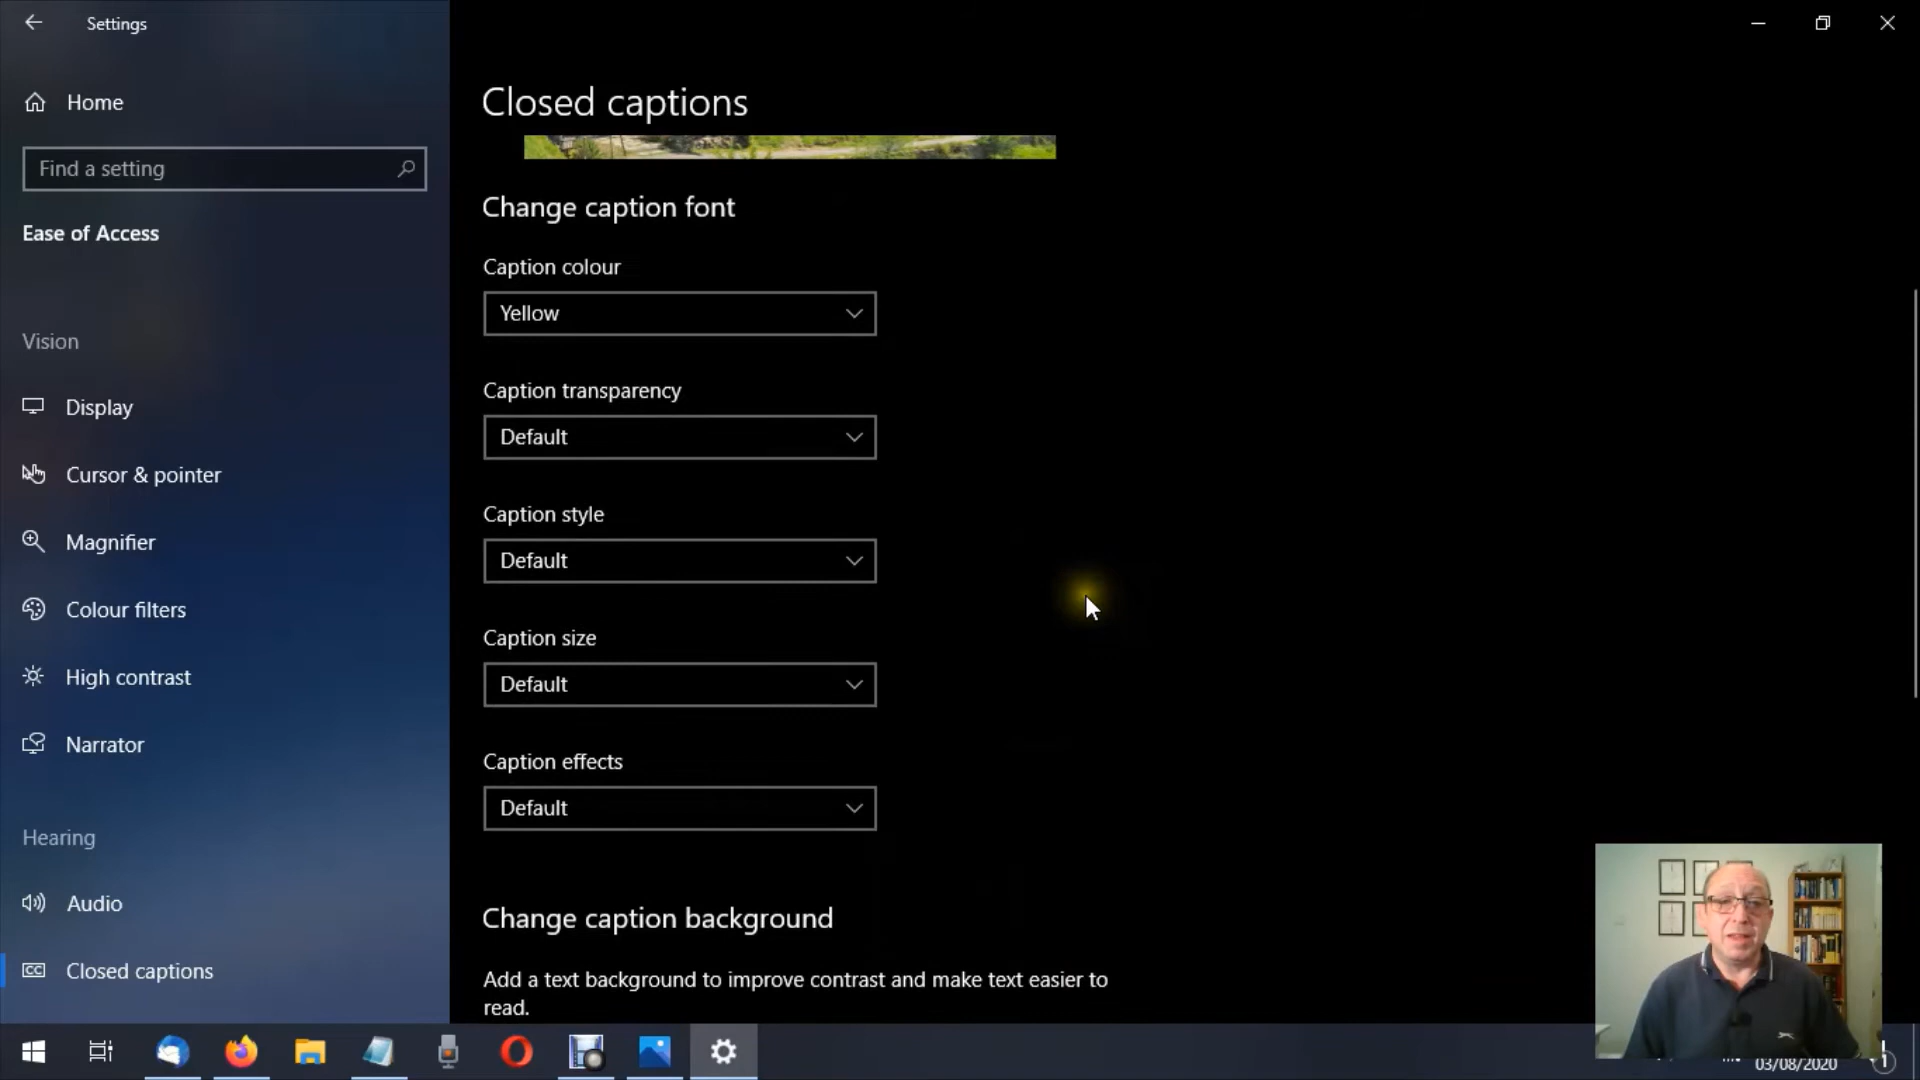 Settings
Home
Find a setting
Ease of Access
Vision
Display
Cursor & pointer
Magnifier
Colour filters
High contrast
Narrator
Hearing
Audio
CC Closed captions
Closed captions
Change caption font
Caption colour
Yellow
Caption transparency
Default
Caption style
Default
Caption size
Default
Caption effects
Default
Change caption background
Add a text background to improve contrast and make text easier to
read.
03/08/2020
1